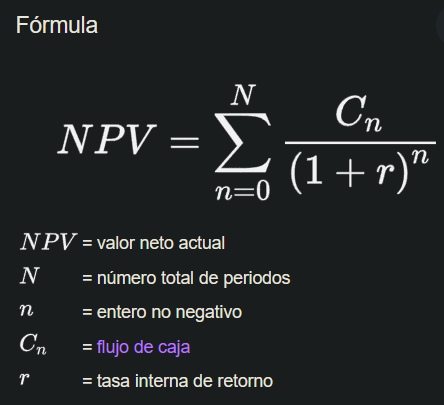 Fórmula
NPV = \sum_{n=0}^{N} \frac{C_n}{(1+r)^n}
NPV = valor neto actual
N = número total de periodos
n = entero no negativo
C_n = flujo de caja
r = tasa interna de retorno